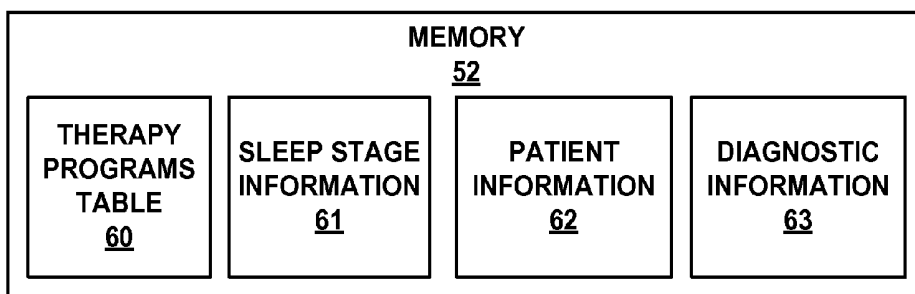 MEMORY
52
THERAPY
PROGRAMS
TABLE
60
SLEEP STAGE
INFORMATION
61
PATIENT
INFORMATION
62
DIAGNOSTIC
INFORMATION
63